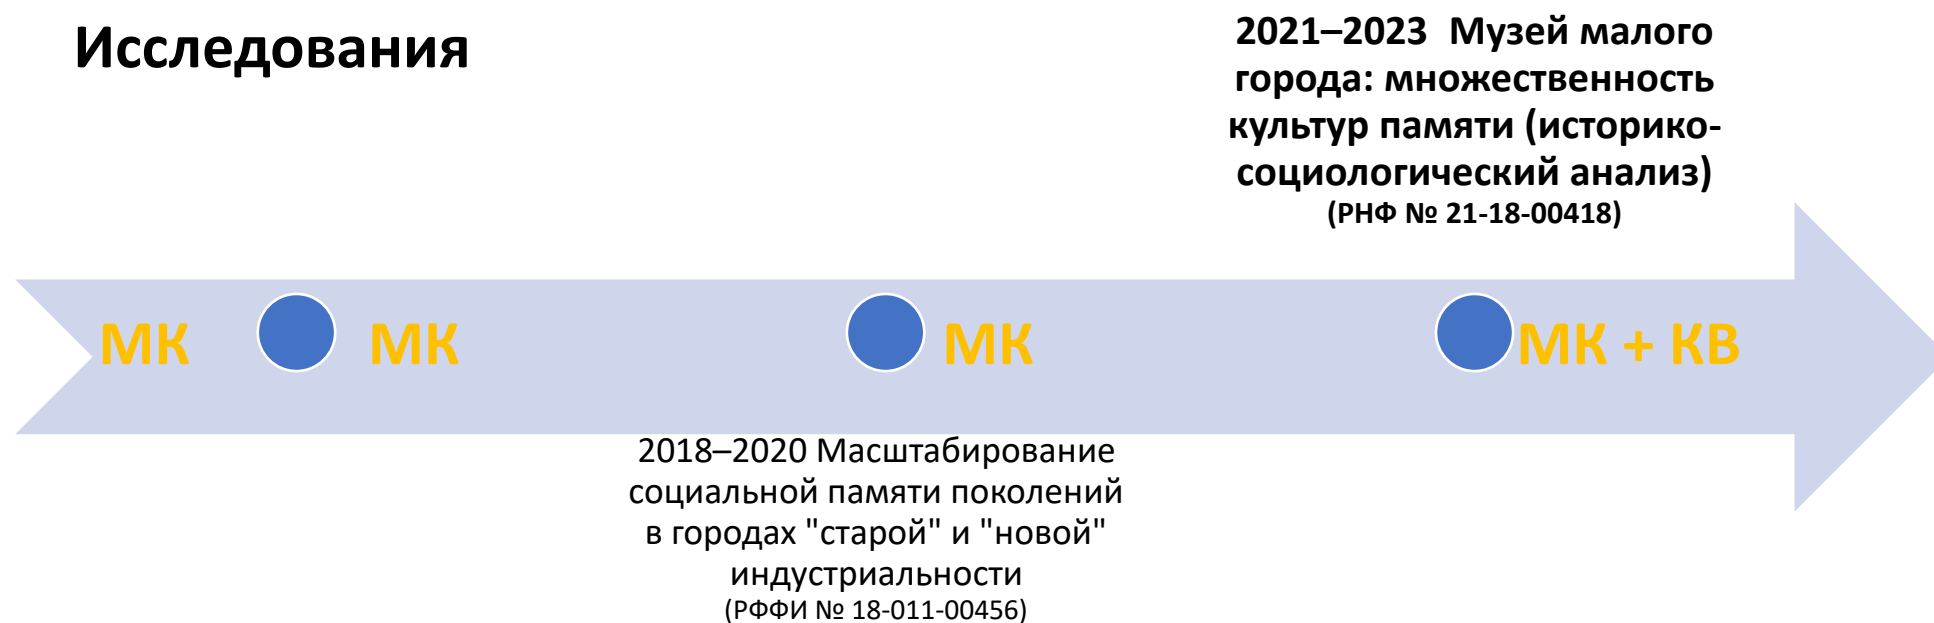 Исследования
2021–2023 Музей малого
города: множественность
культур памяти (историко-
социологический анализ)
(РНФ № 21-18-00418)
МК МК МК МК + КВ
2018–2020 Масштабирование
социальной памяти поколений
в городах "старой" и "новой"
индустриальности
(РФФИ № 18-011-00456)